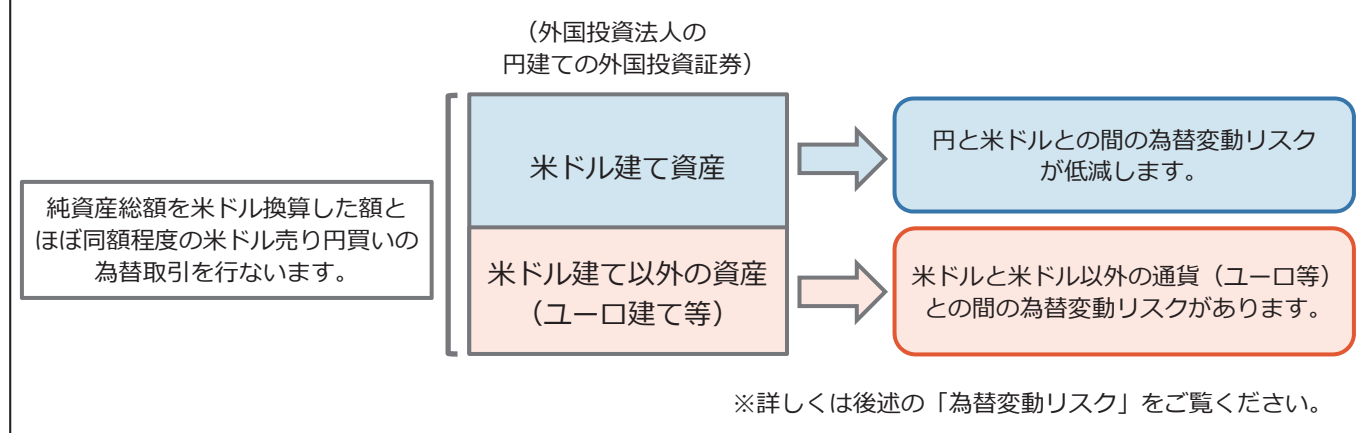 （外国投資法人の
円建ての外国投資証券）
純資産総額を米ドル換算した額と
ほぼ同額程度の米ドル売り円買いの
為替取引を行ないます。
米ドル建て資産
円と米ドルとの間の為替変動リスク
が低減します。
米ドル建て以外の資産
（ユーロ建て等）
米ドルと米ドル以外の通貨（ユーロ等）
との間の為替変動リスクがあります。
※詳しくは後述の「為替変動リスク」をご覧ください。